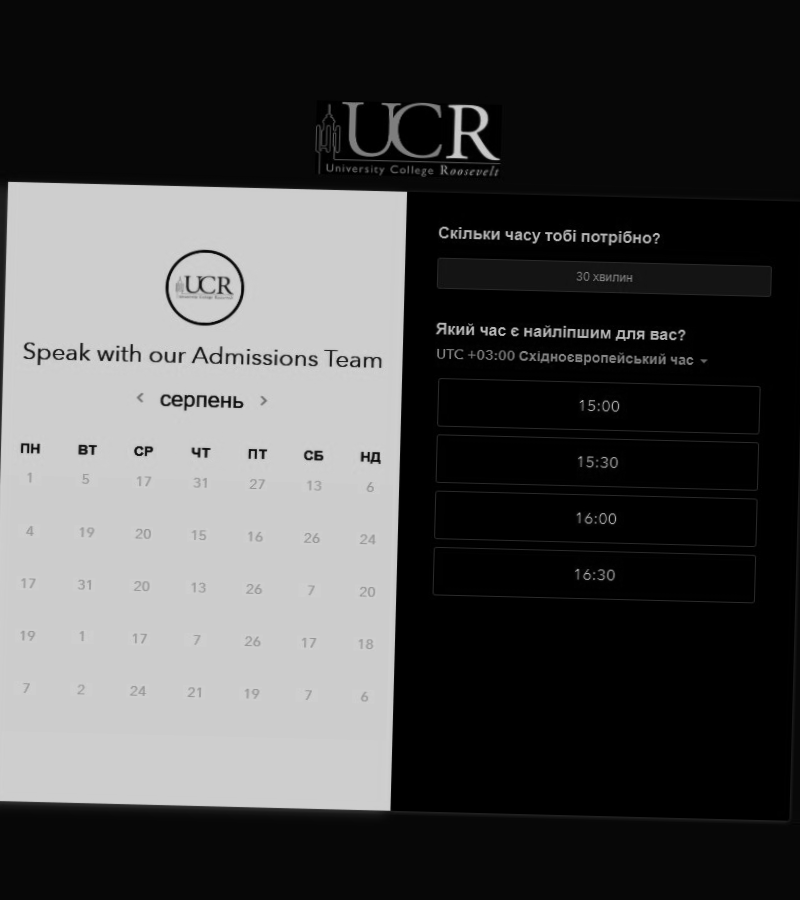 UCR
University College Roosevelt
UCR
University College Roosevelt
Speak with our Admissions Team
серпень
ПН ВТ СР ЧТ ПТ СБ НД
1 5 17 31 27 13 6
4 19 20 15 16 26 24
17 31 20 13 26 7 20
19 1 17 7 26 17 18
7 2 24 21 19 7 6
Скільки часу тобі потрібно?
30 хвилин
Який час є найліпшим для вас?
UTC +03:00 Східноєвропейський час
15:00
15:30
16:00
16:30